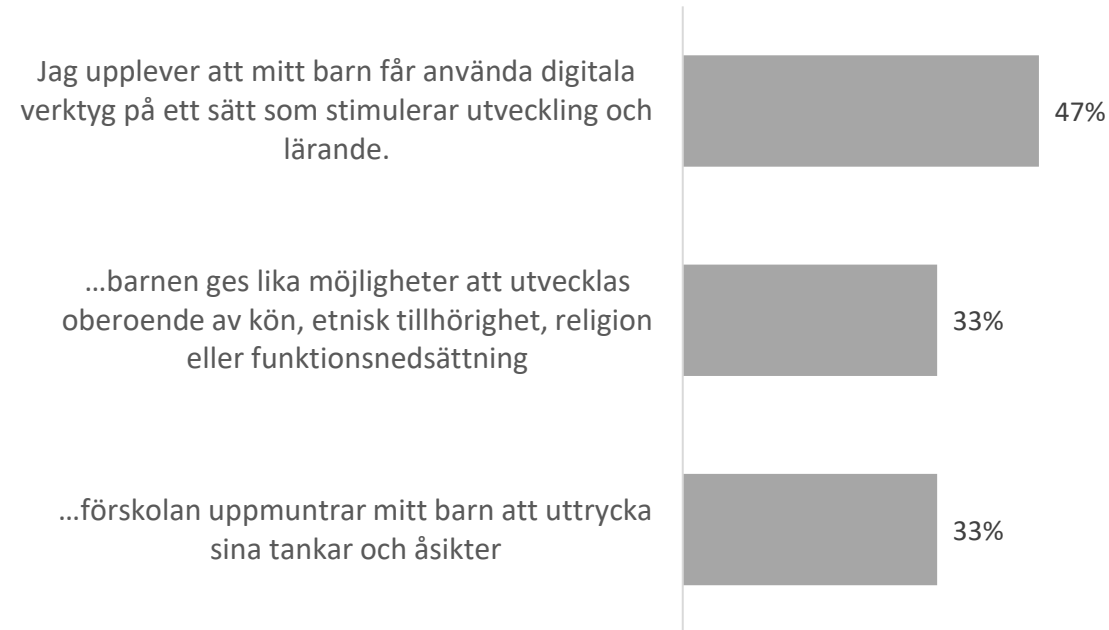 Jag upplever att mitt barn får använda digitala
verktyg på ett sätt som stimulerar utveckling och
lärande.
47%
…barnen ges lika möjligheter att utvecklas
oberoende av kön, etnisk tillhörighet, religion
eller funktionsnedsättning
33%
…förskolan uppmuntrar mitt barn att uttrycka
sina tankar och åsikter
33%